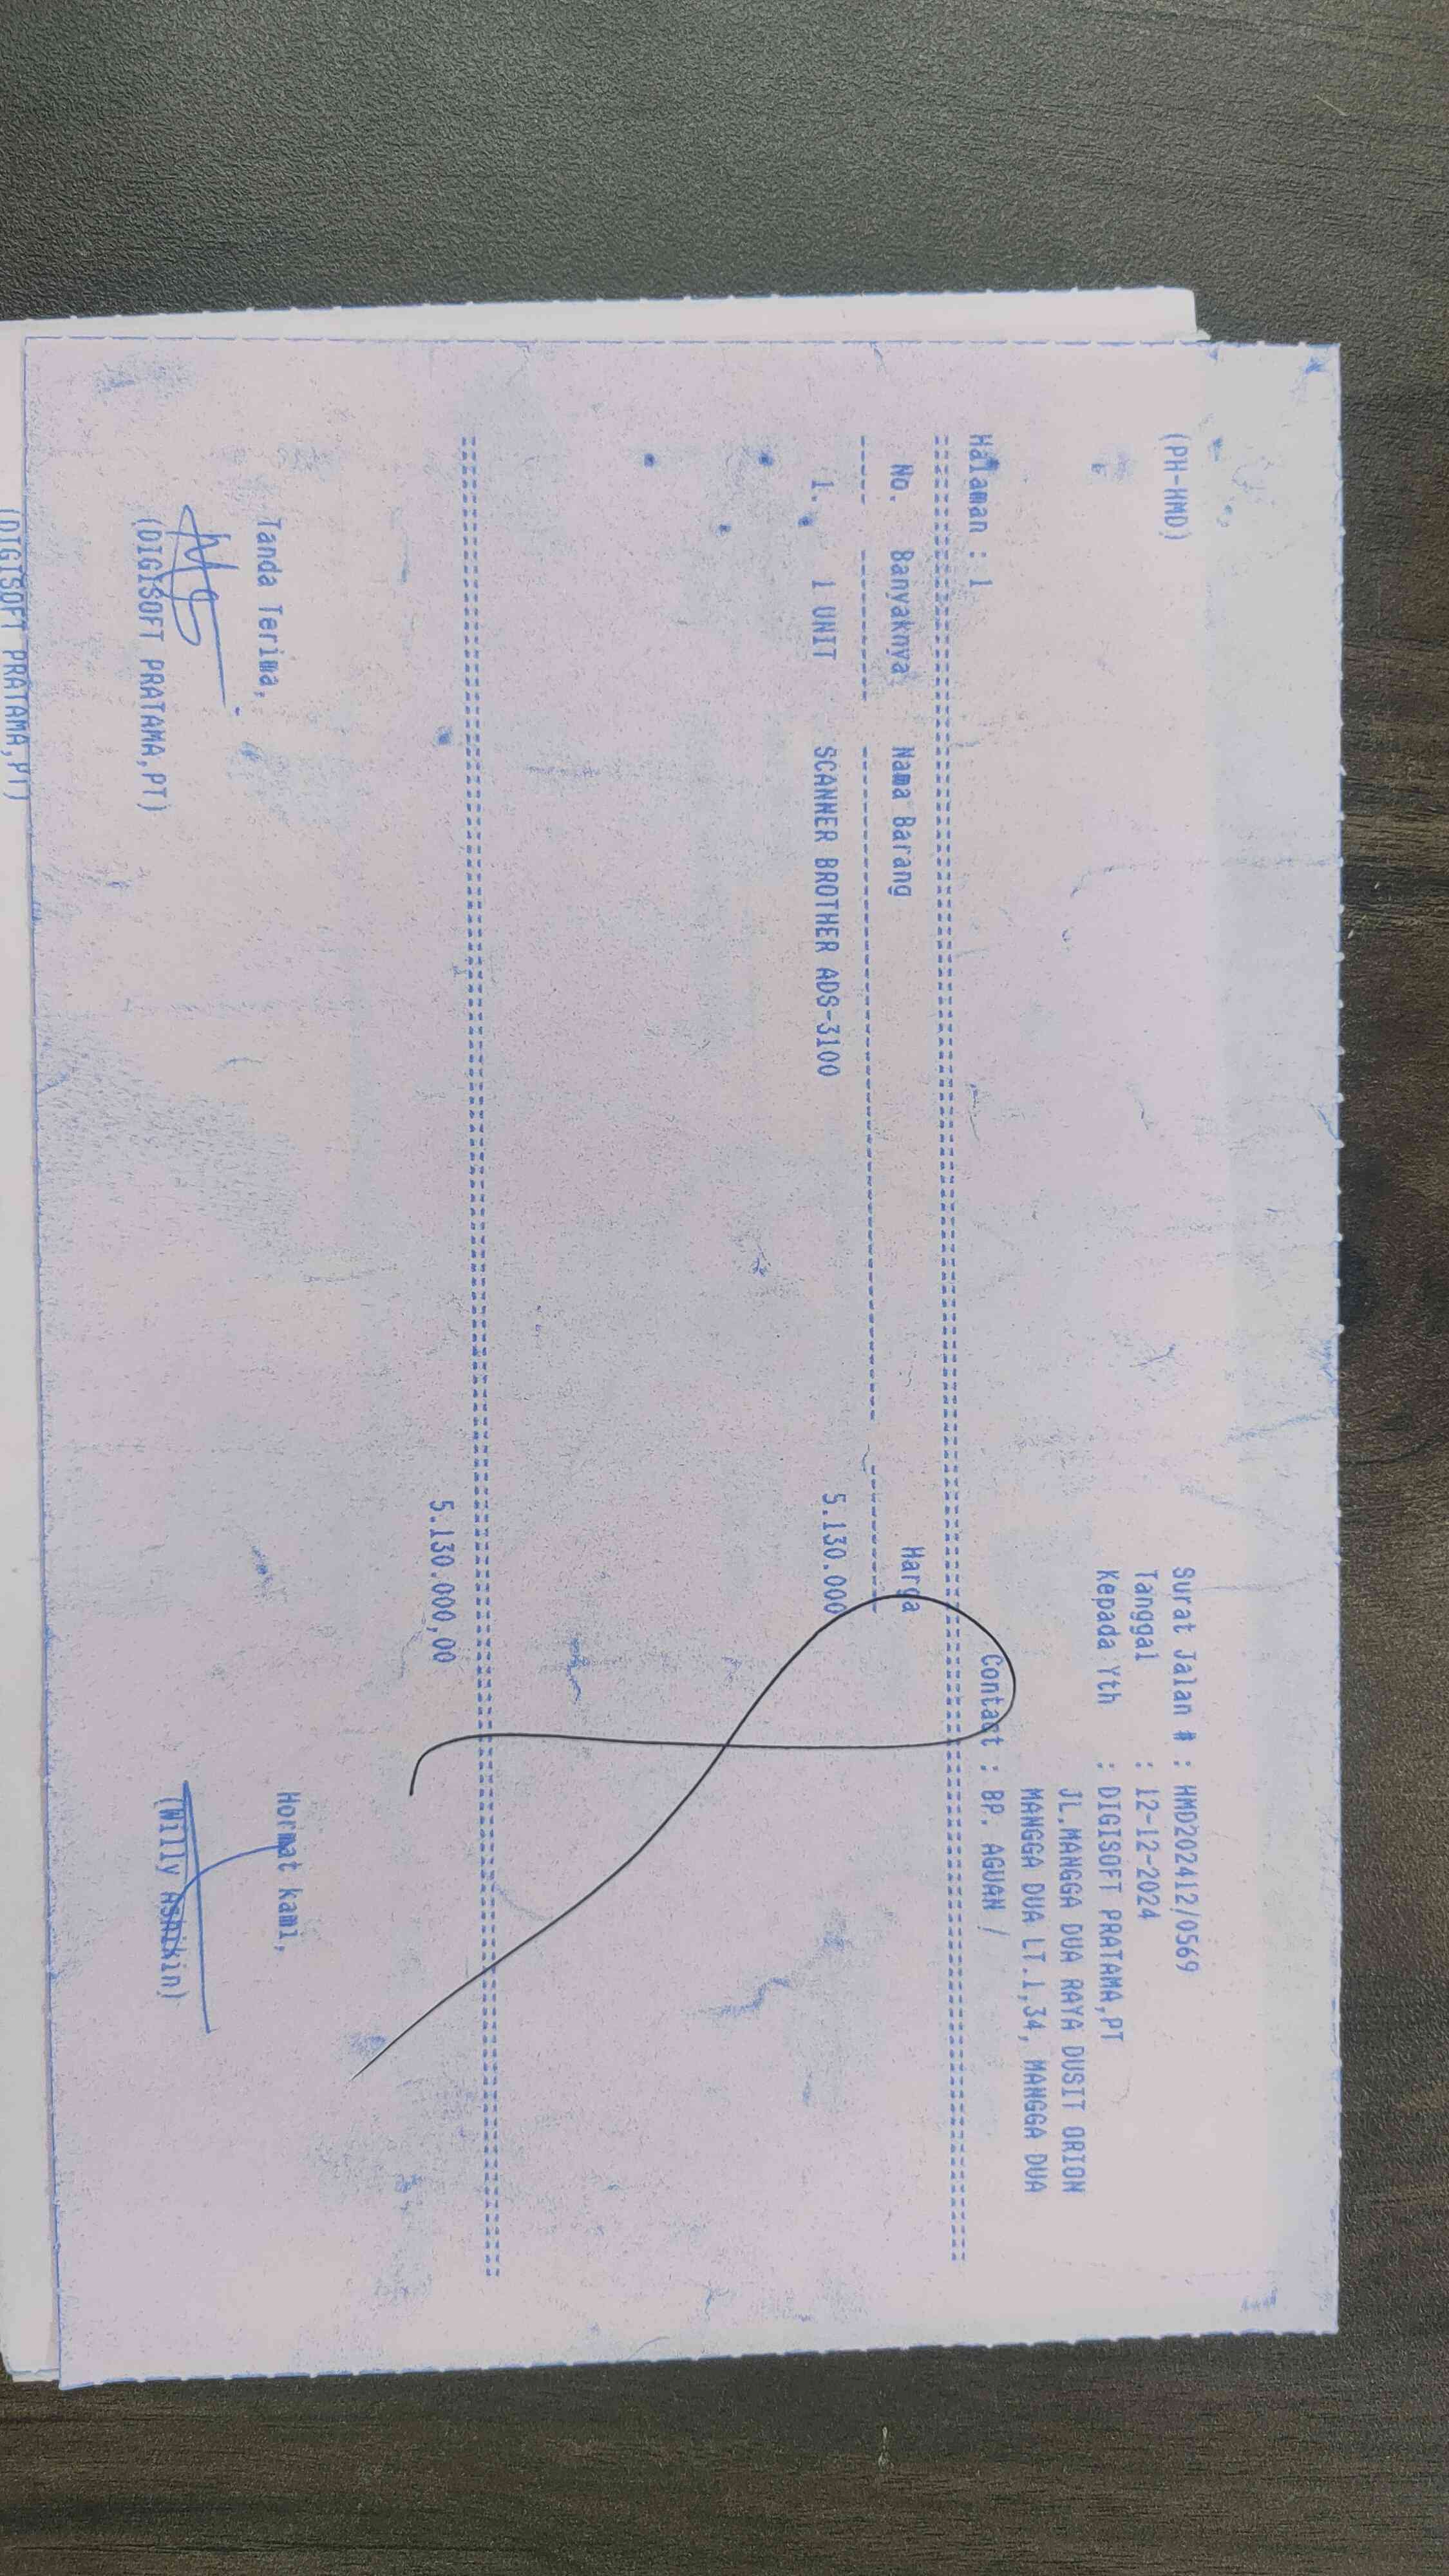 (PH-HMD)
Surat Jalan # : HMD202412/0569
Tanggal : 12-12-2024
Kepada Yth : DIGISOFT PRATAMA,PT
JL.MANGGA DUA RAYA DUSIT ORION
MANGGA DUA LT.1,34, MANGGA DUA
Halaman : 1 Contact : BP. AGUAN /
No. Banyaknya Nama Barang Harga
1. 1 UNIT SCANNER BROTHER ADS-3100 5.130.000
5.130.000,00
Tanda Terima, Hormat kami,
(DIGISOFT PRATAMA,PT) (Willy ASAikin)
(DIGISOFT PRATAMA,PT)